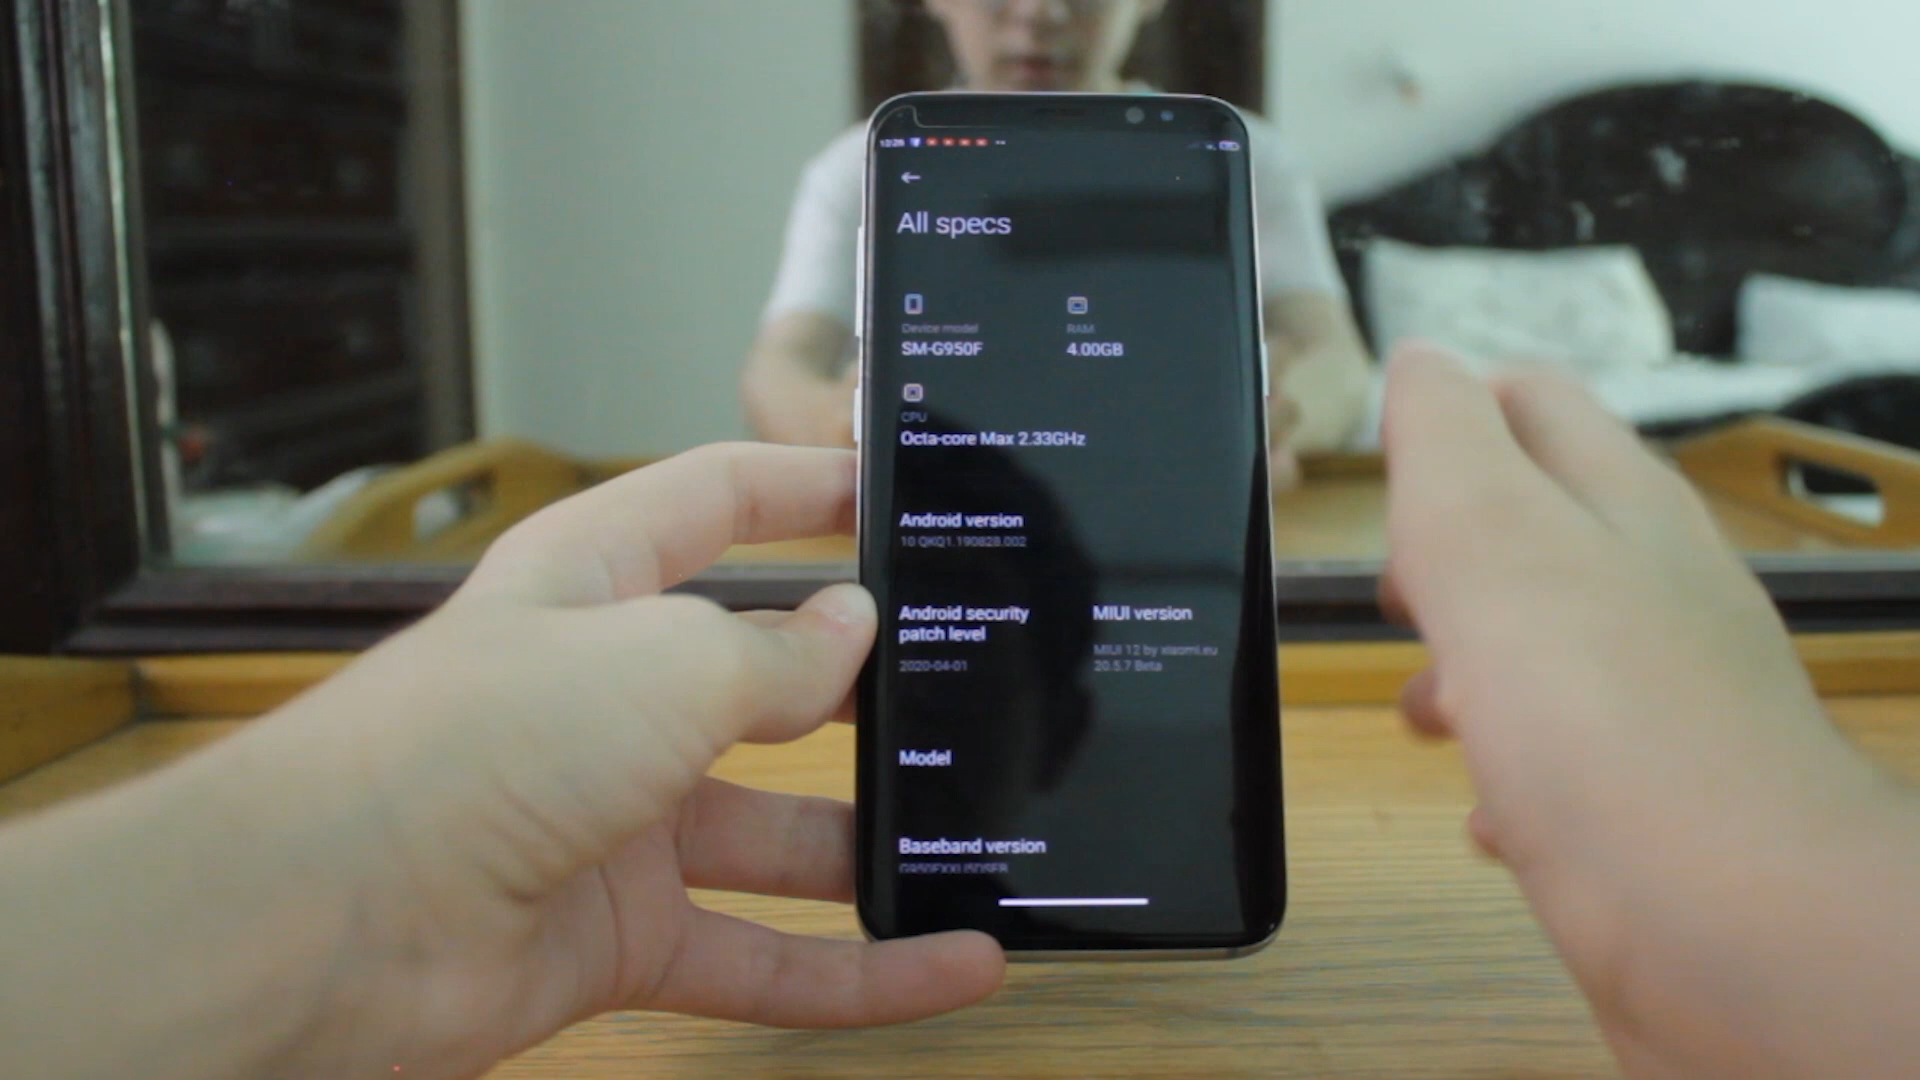 12:26
All specs
Device model
RAM
SM-G950F
4.00GB
CPU
Octa-core Max 2.33GHz
Android version
10 QKQ1.190828.002
Android security
patch level
2020-04-01
MIUI version
MIUI 12 by xiaomi.eu
20.5.7 Beta
Model
Baseband version